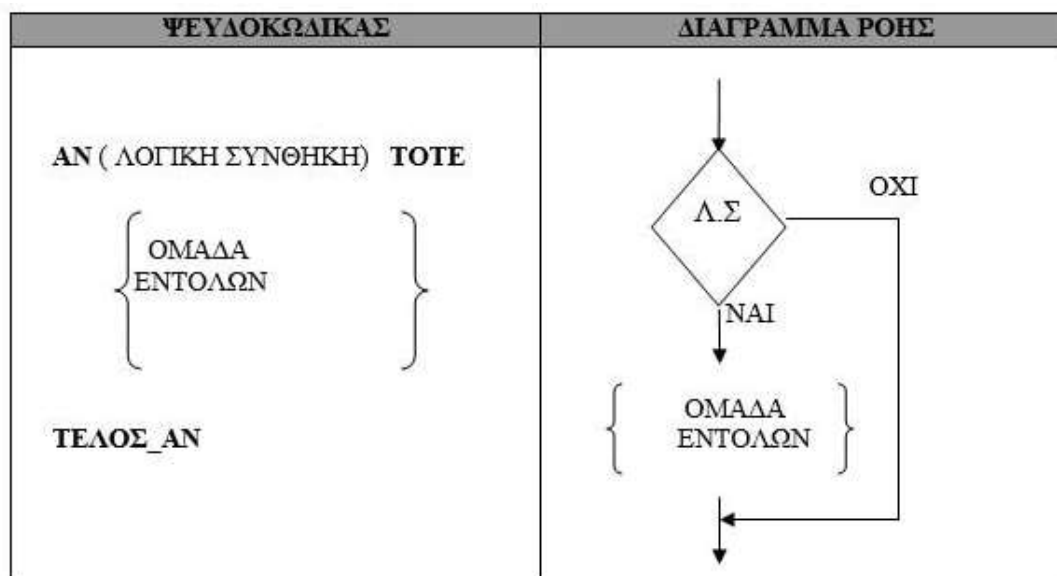 ΨΕΥΔΟΚΩΔΙΚΑΣ
ΑΝ ( ΛΟΓΙΚΗ ΣΥΝΘΗΚΗ) ΤΟΤΕ
ΟΜΑΔΑ
ΕΝΤΟΛΩΝ
ΤΕΛΟΣ_ΑΝ
ΔΙΑΓΡΑΜΜΑ ΡΟΗΣ
Λ.Σ
ΟΧΙ
ΝΑΙ
ΟΜΑΔΑ
ΕΝΤΟΛΩΝ